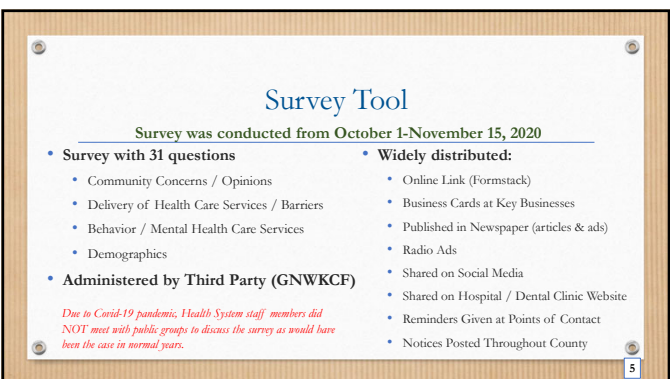 Survey Tool
Survey was conducted from October 1-November 15, 2020
• Survey with 31 questions
• Community Concerns / Opinions
• Delivery of Health Care Services / Barriers
• Behavior / Mental Health Care Services
• Demographics
• Administered by Third Party (GNWKCF)
Due to Covid-19 pandemic, Health System staff members did
NOT meet with public groups to discuss the survey as would have
been the case in normal years.
• Widely distributed:
• Online Link (Formstack)
• Business Cards at Key Businesses
• Published in Newspaper (articles & ads)
• Radio Ads
• Shared on Social Media
• Shared on Hospital / Dental Clinic Website
• Reminders Given at Points of Contact
• Notices Posted Throughout County
5